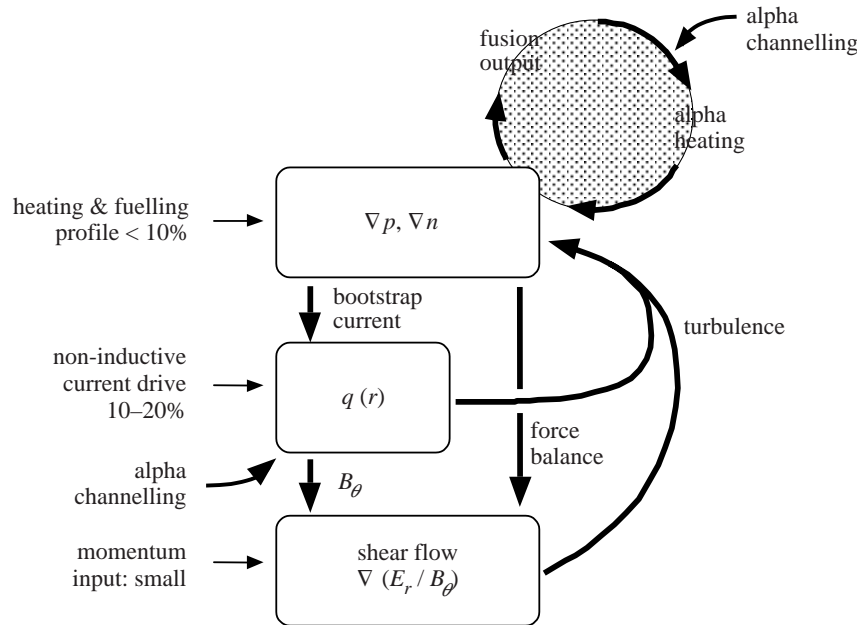 alpha
channelling
fusion
output
alpha
heating
heating & fuelling
profile < 10%
∇p, ∇n
bootstrap
current
turbulence
non-inductive
current drive
10–20%
q (r)
force
balance
alpha
channelling
B_θ
momentum
input: small
shear flow
∇ (E_r / B_θ)